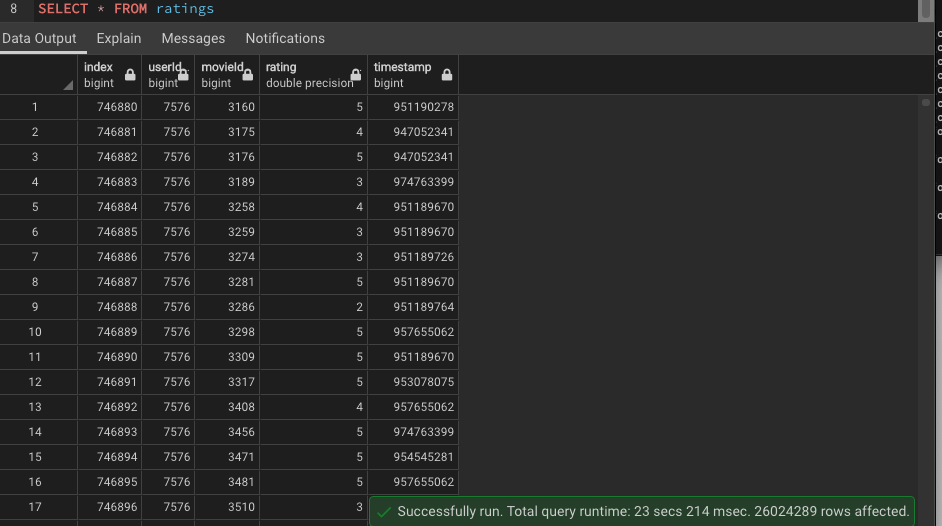 8 SELECT * FROM ratings
Data Output Explain Messages Notifications
index userId movieId rating timestamp
bigint bigint bigint double precision bigint
1 746880 7576 3160 5 951190278
2 746881 7576 3175 4 947052341
3 746882 7576 3176 5 947052341
4 746883 7576 3189 3 974763399
5 746884 7576 3258 4 951189670
6 746885 7576 3259 3 951189670
7 746886 7576 3274 3 951189726
8 746887 7576 3281 5 951189670
9 746888 7576 3286 2 951189764
10 746889 7576 3298 5 957655062
11 746890 7576 3309 5 951189670
12 746891 7576 3317 5 953078075
13 746892 7576 3408 4 957655062
14 746893 7576 3456 5 974763399
15 746894 7576 3471 5 954545281
16 746895 7576 3481 5 957655062
17 746896 7576 3510 3
Successfully run. Total query runtime: 23 secs 214 msec. 26024289 rows affected.